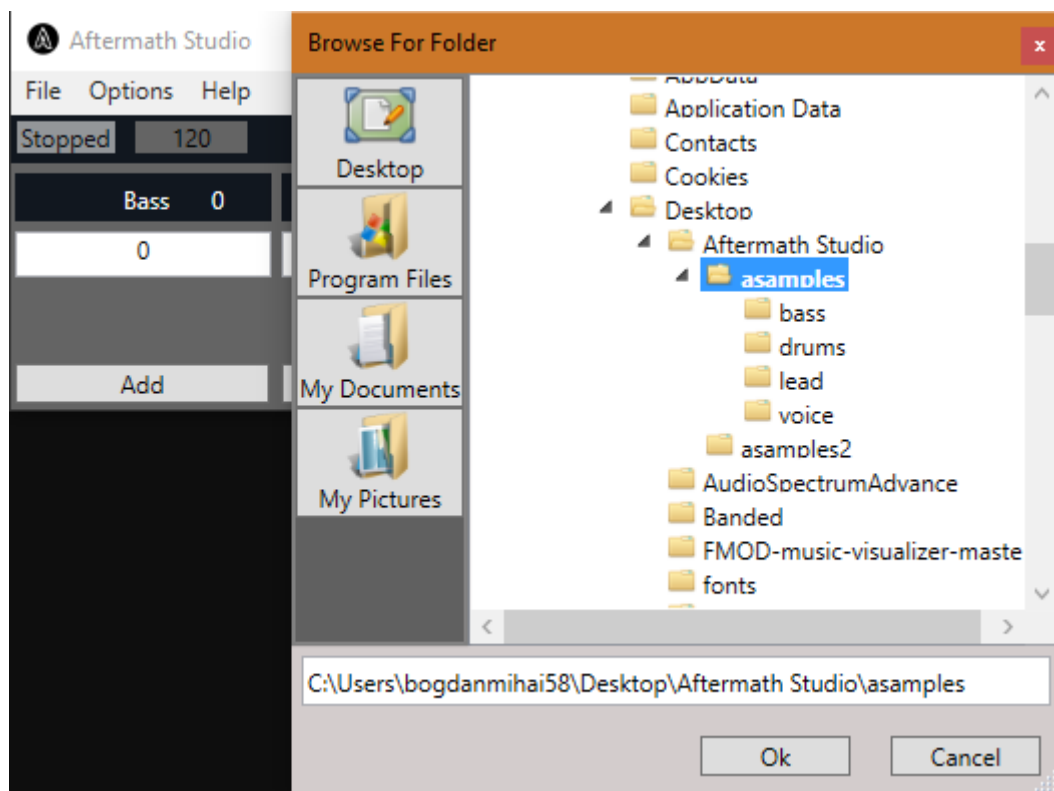 Aftermath Studio
File Options Help
Stopped 120
Bass 0
0
Add
Browse For Folder
x
Desktop
Program Files
My Documents
My Pictures
AppData
Application Data
Contacts
Cookies
Desktop
Aftermath Studio
asamples
bass
drums
lead
voice
asamples2
AudioSpectrumAdvance
Banded
FMOD-music-visualizer-maste
fonts
C:\Users\bogdanmihai58\Desktop\Aftermath Studio\asamples
Ok Cancel